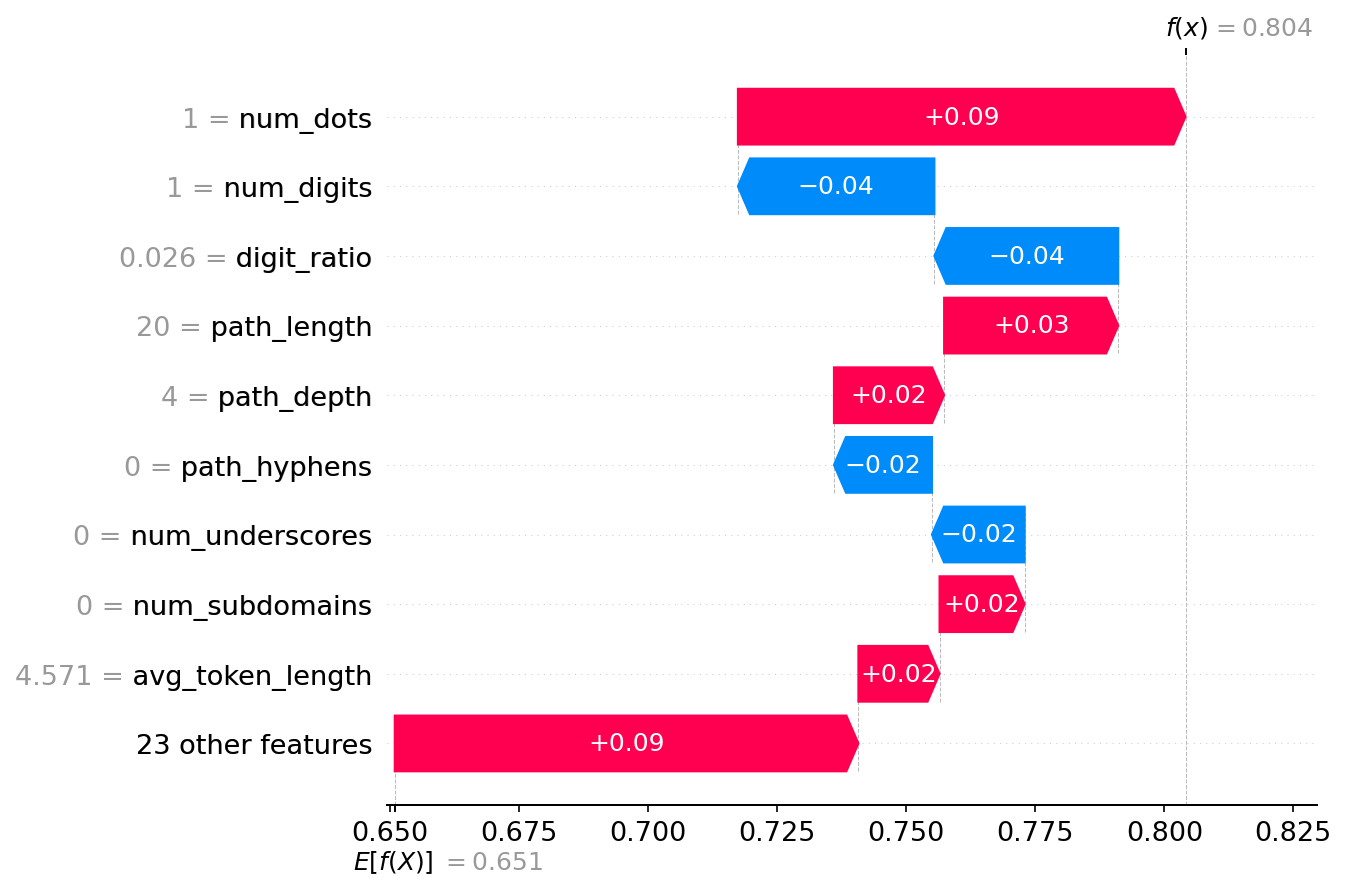 f(x) = 0.804
1 = num_dots +0.09
1 = num_digits −0.04
0.026 = digit_ratio −0.04
20 = path_length +0.03
4 = path_depth +0.02
0 = path_hyphens −0.02
0 = num_underscores −0.02
0 = num_subdomains +0.02
4.571 = avg_token_length +0.02
23 other features +0.09
0.650 0.675 0.700 0.725 0.750 0.775 0.800 0.825
E[f(X)] = 0.651